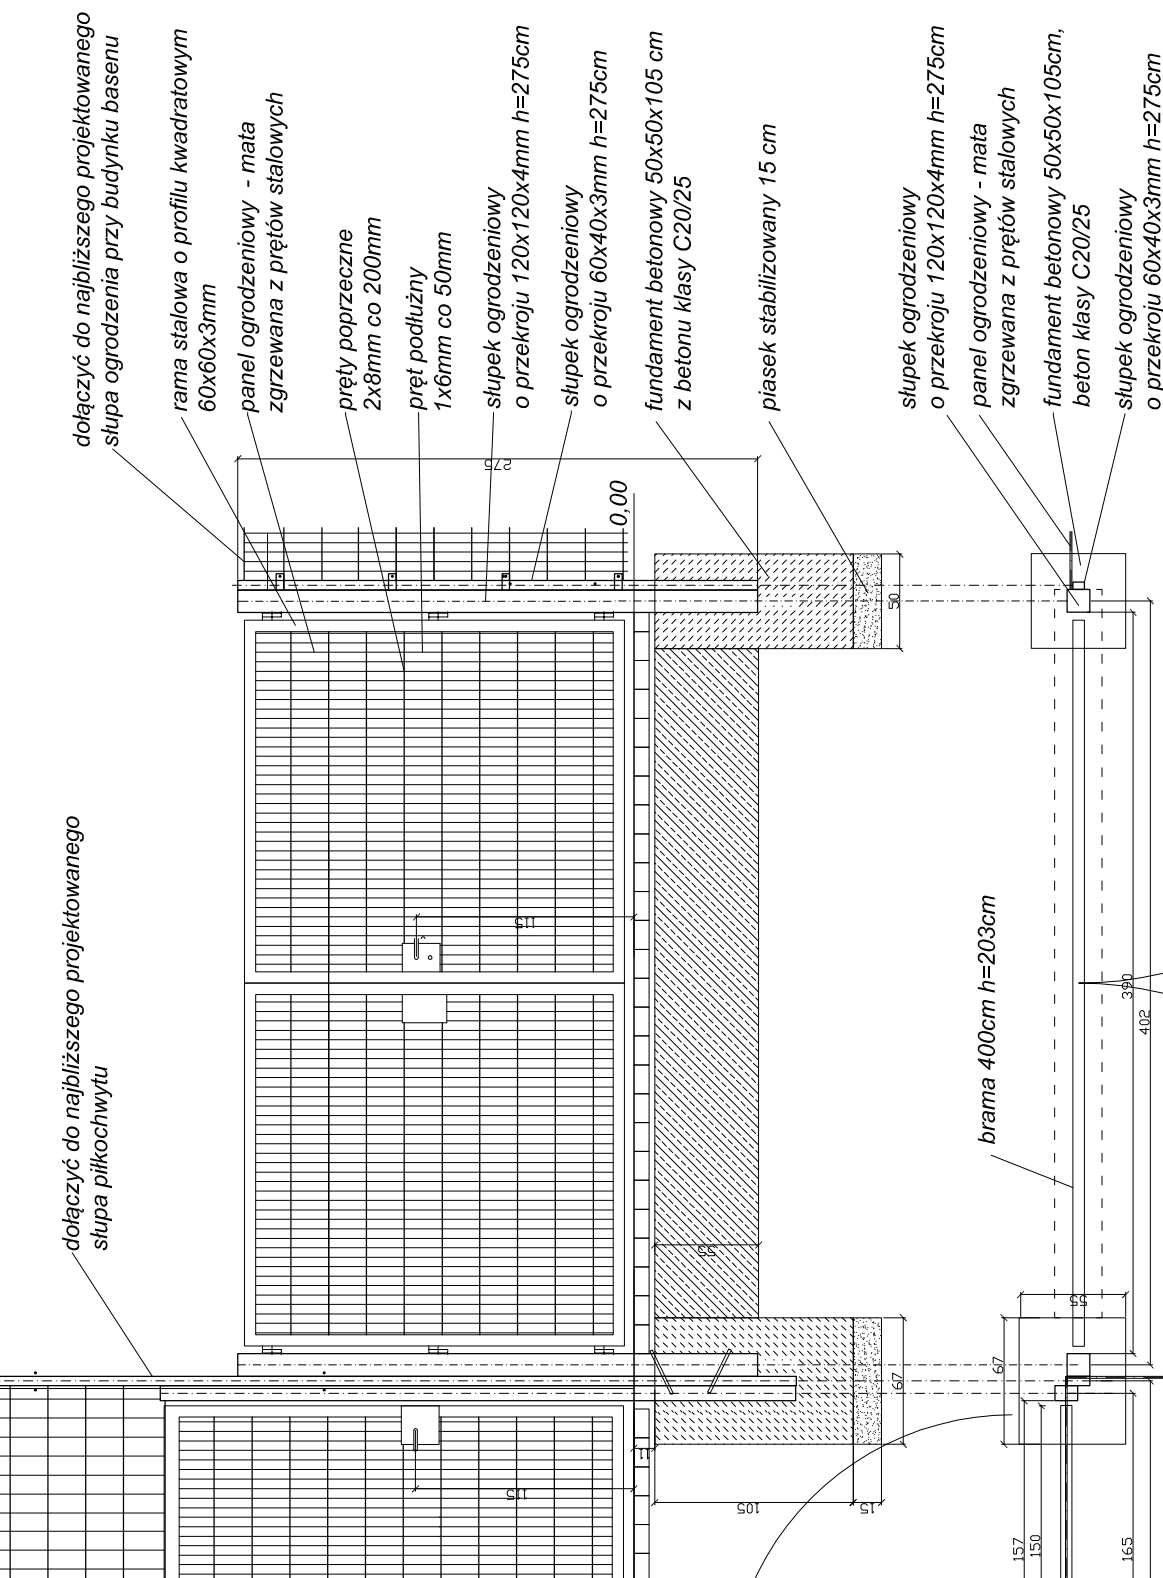 dołączyć do najbliższego projektowanego
słupa ogrodzenia przy budynku basenu
rama stalowa o profilu kwadratowym
60x60x3mm
panel ogrodzeniowy - mata
zgrzewana z prętów stalowych
pręty poprzeczne
2x8mm co 200mm
pręt podłużny
1x6mm co 50mm
słupek ogrodzeniowy
o przekroju 120x120x4mm h=275cm
słupek ogrodzeniowy
o przekroju 60x40x3mm h=275cm
fundament betonowy 50x50x105 cm
z betonu klasy C20/25
piasek stabilizowany 15 cm
słupek ogrodzeniowy
o przekroju 120x120x4mm h=275cm
panel ogrodzeniowy - mata
zgrzewana z prętów stalowych
fundament betonowy 50x50x105cm,
beton klasy C20/25
słupek ogrodzeniowy
o przekroju 60x40x3mm h=275cm
dołączyć do najbliższego projektowanego
słupa piłkochwytu
brama 400cm h=203cm
275
0,00
50
115
390
402
55
55
67
67
11
115
105
15
157
150
165